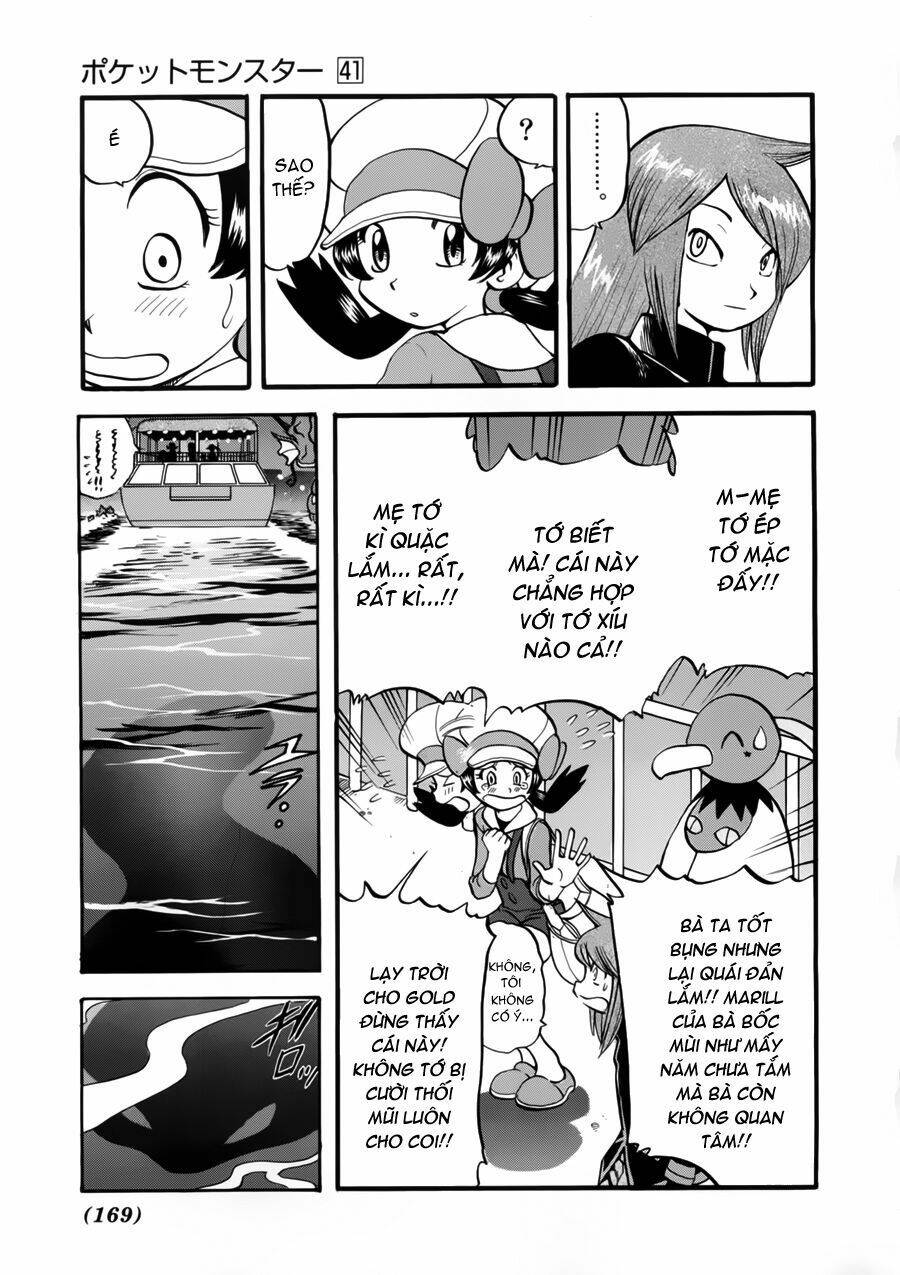 ポケットモンスター 41
………。
?
SAO
THẾ?
É
M-MẸ
TỚ ÉP
TỚ MẶC
ĐẤY!!
TỚ BIẾT
MÀ! CÁI NÀY
CHẲNG HỢP
VỚI TỚ XÍU
NÀO CẢ!!
MẸ TỚ
KÌ QUẶC
LẮM... RẤT,
RẤT KÌ...!!
BÀ TA TỐT
BỤNG NHƯNG
LẠI QUÁI ĐẢN
LẮM!! MARILL
CỦA BÀ BỐC
MÙI NHƯ MẤY
NĂM CHƯA TẮM
MÀ BÀ CÒN
KHÔNG QUAN
TÂM!!
KHÔNG,
TÔI
KHÔNG
CÓ Ý...
LẠY TRỜI
CHO GOLD
ĐỪNG THẤY
CÁI NÀY!
KHÔNG TỚ BỊ
CƯỜI THỐI
MŨI LUÔN
CHO COI!!
!!
ギロッ
(169)